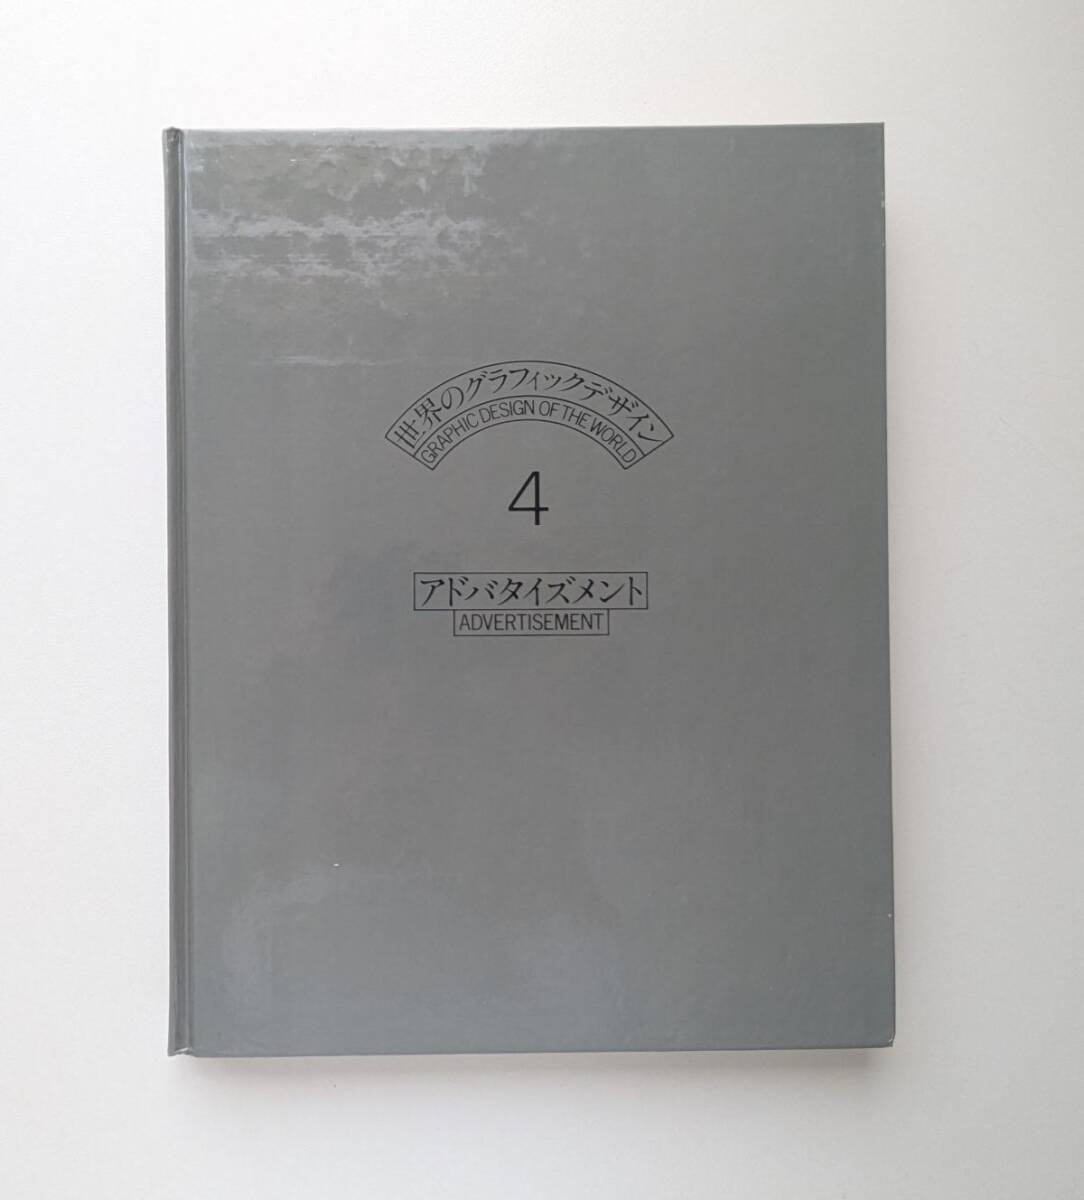 世界のグラフィックデザイン
GRAPHIC DESIGN OF THE WORLD
4
アドバタイズメント
ADVERTISEMENT